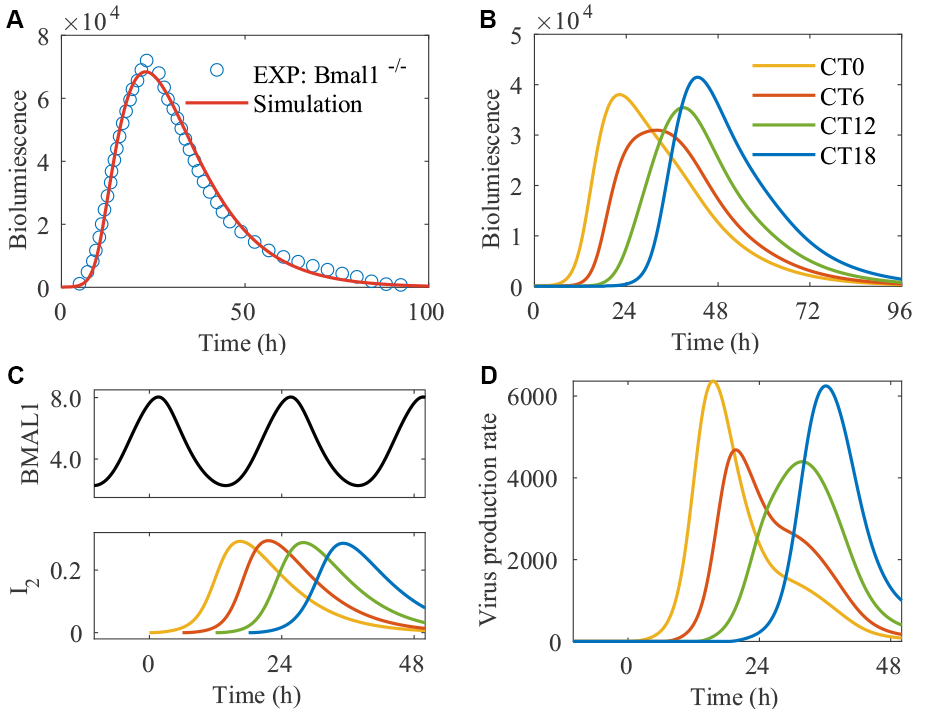 A
×10^4
8
6
4
2
0
Biolumiescence
EXP: Bmal1 -/-
Simulation
0 50 100
Time (h)
B
×10^4
5
4
3
2
1
0
Biolumiescence
CT0
CT6
CT12
CT18
0 24 48 72 96
Time (h)
C
8.0
4.0
BMAL1
0.2
0
I2
0 24 48
Time (h)
D
6000
4000
2000
0
Virus production rate
0 24 48
Time (h)